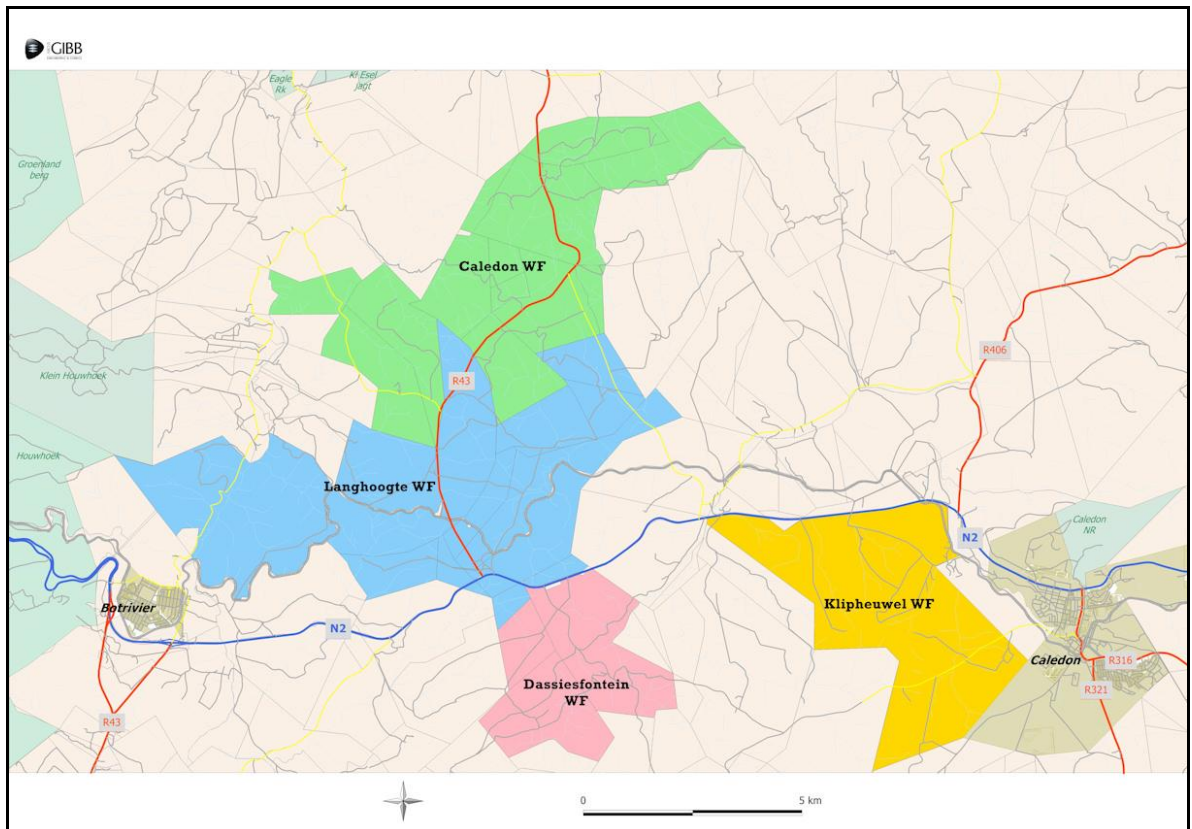 GIBB
Eagle
Rk
Kl Esel
Jagt
Groenland
berg
Caledon WF
R406
Klein Houwhoek
R43
Houwhoek
Langhoogte WF
Caledon
NR
N2
Botrivier
Klipheuwel WF
N2
Caledon
R316
Dassiesfontein
WF
R321
R43
0
5 km